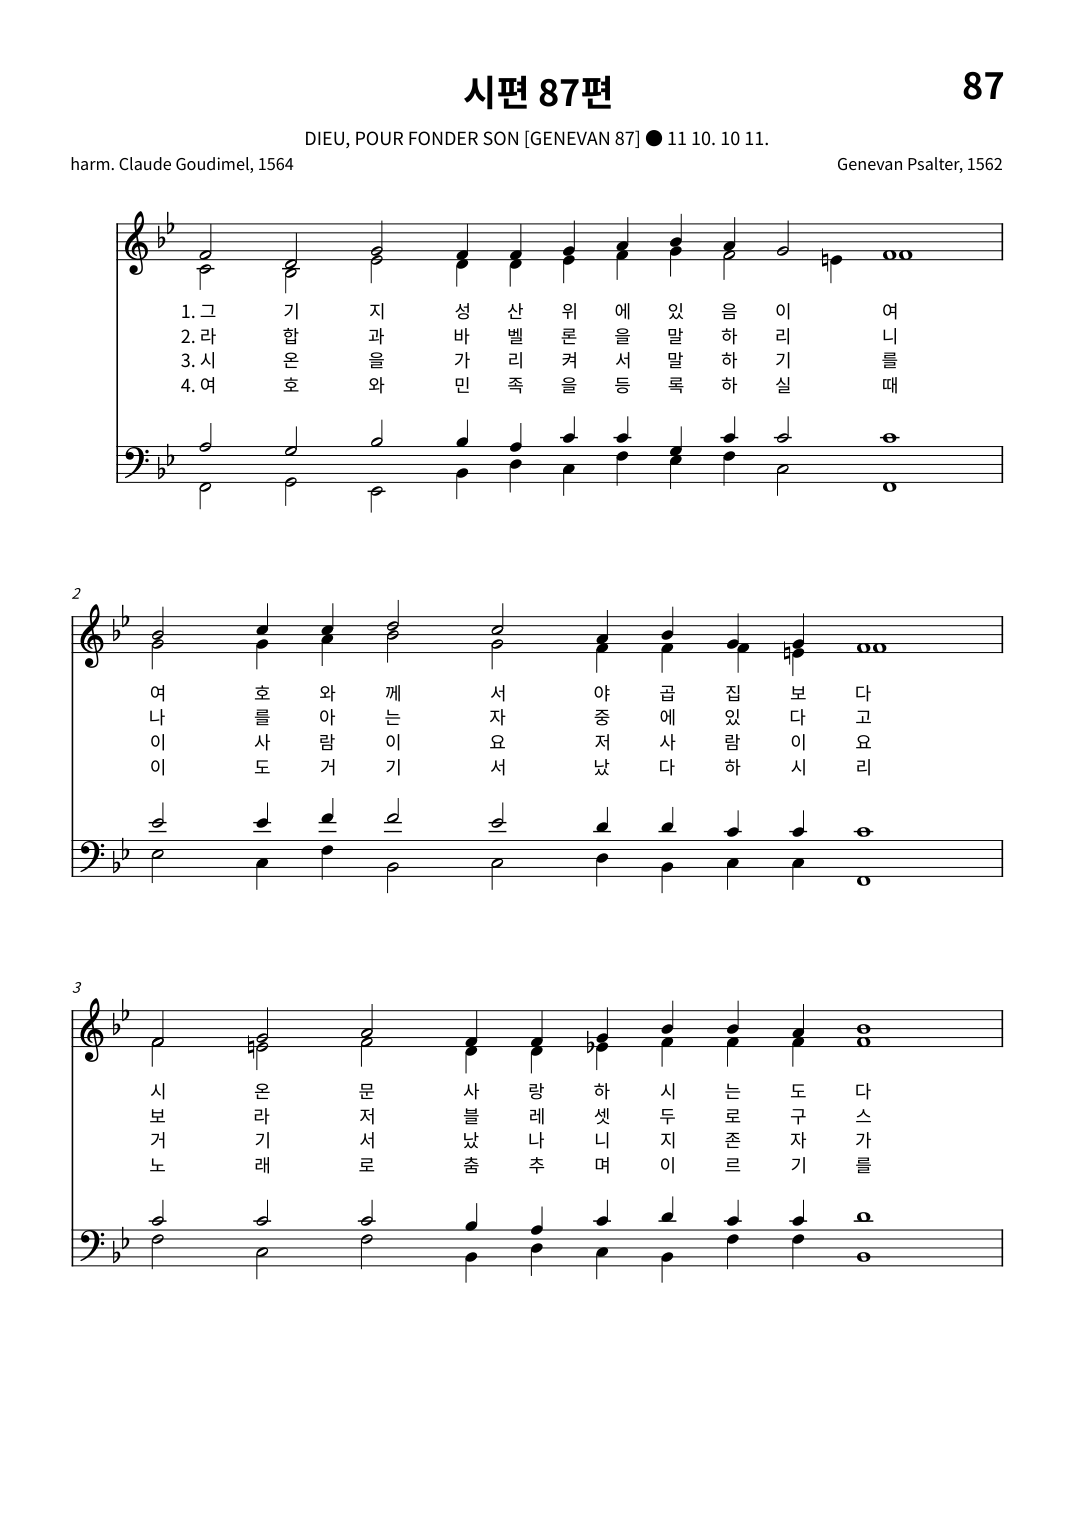 시편 87편
87
DIEU, POUR FONDER SON [GENEVAN 87] ● 11 10. 10 11.
harm. Claude Goudimel, 1564
Genevan Psalter, 1562
1. 그 기 지 성 산 위 에 있 음 이 여
2. 라 합 과 바 벨 론 을 말 하 리 니
3. 시 온 을 가 리 켜 서 말 하 기 를
4. 여 호 와 민 족 을 등 록 하 실 때
2
여 호 와 께 서 야 곱 집 보 다
나 를 아 는 자 중 에 있 다 고
이 사 람 이 요 저 사 람 이 요
이 도 거 기 서 났 다 하 시 리
3
시 온 문 사 랑 하 시 는 도 다
보 라 저 블 레 셋 두 로 구 스
거 기 서 났 나 니 지 존 자 가
노 래 로 춤 추 며 이 르 기 를